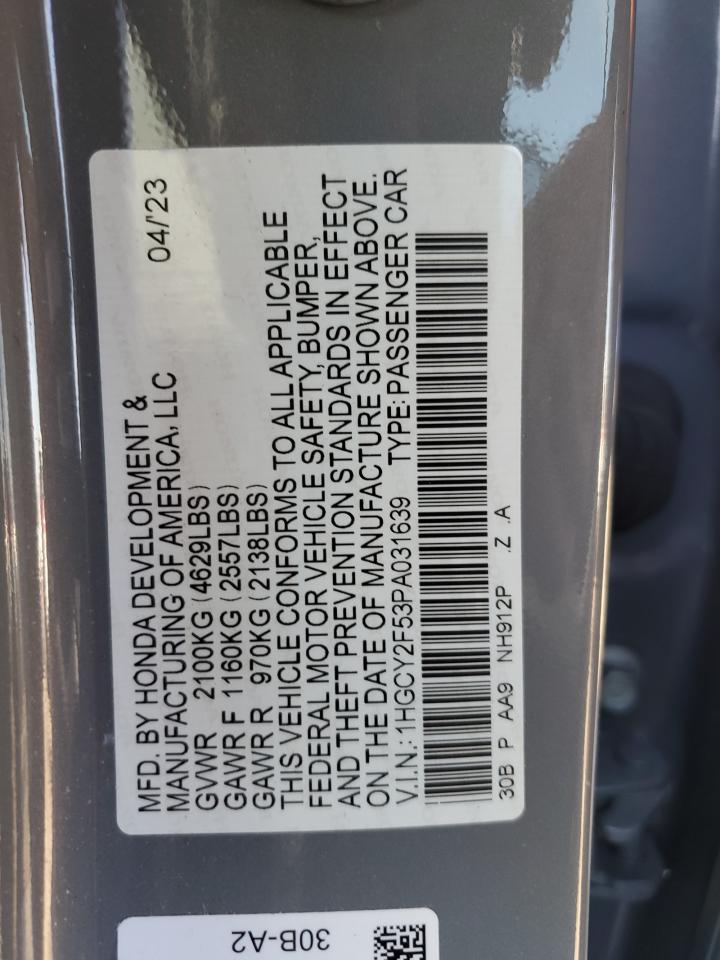 MFD. BY HONDA DEVELOPMENT &
MANUFACTURING OF AMERICA, LLC 04/'23
GVWR 2100KG (4629LBS)
GAWR F 1160KG (2557LBS)
GAWR R 970KG (2138LBS)
THIS VEHICLE CONFORMS TO ALL APPLICABLE
FEDERAL MOTOR VEHICLE SAFETY, BUMPER,
AND THEFT PREVENTION STANDARDS IN EFFECT
ON THE DATE OF MANUFACTURE SHOWN ABOVE.
V.I.N.: 1HGCY2F53PA031639 TYPE: PASSENGER CAR
30B P AA9 NH912P .Z .A
30B-A2